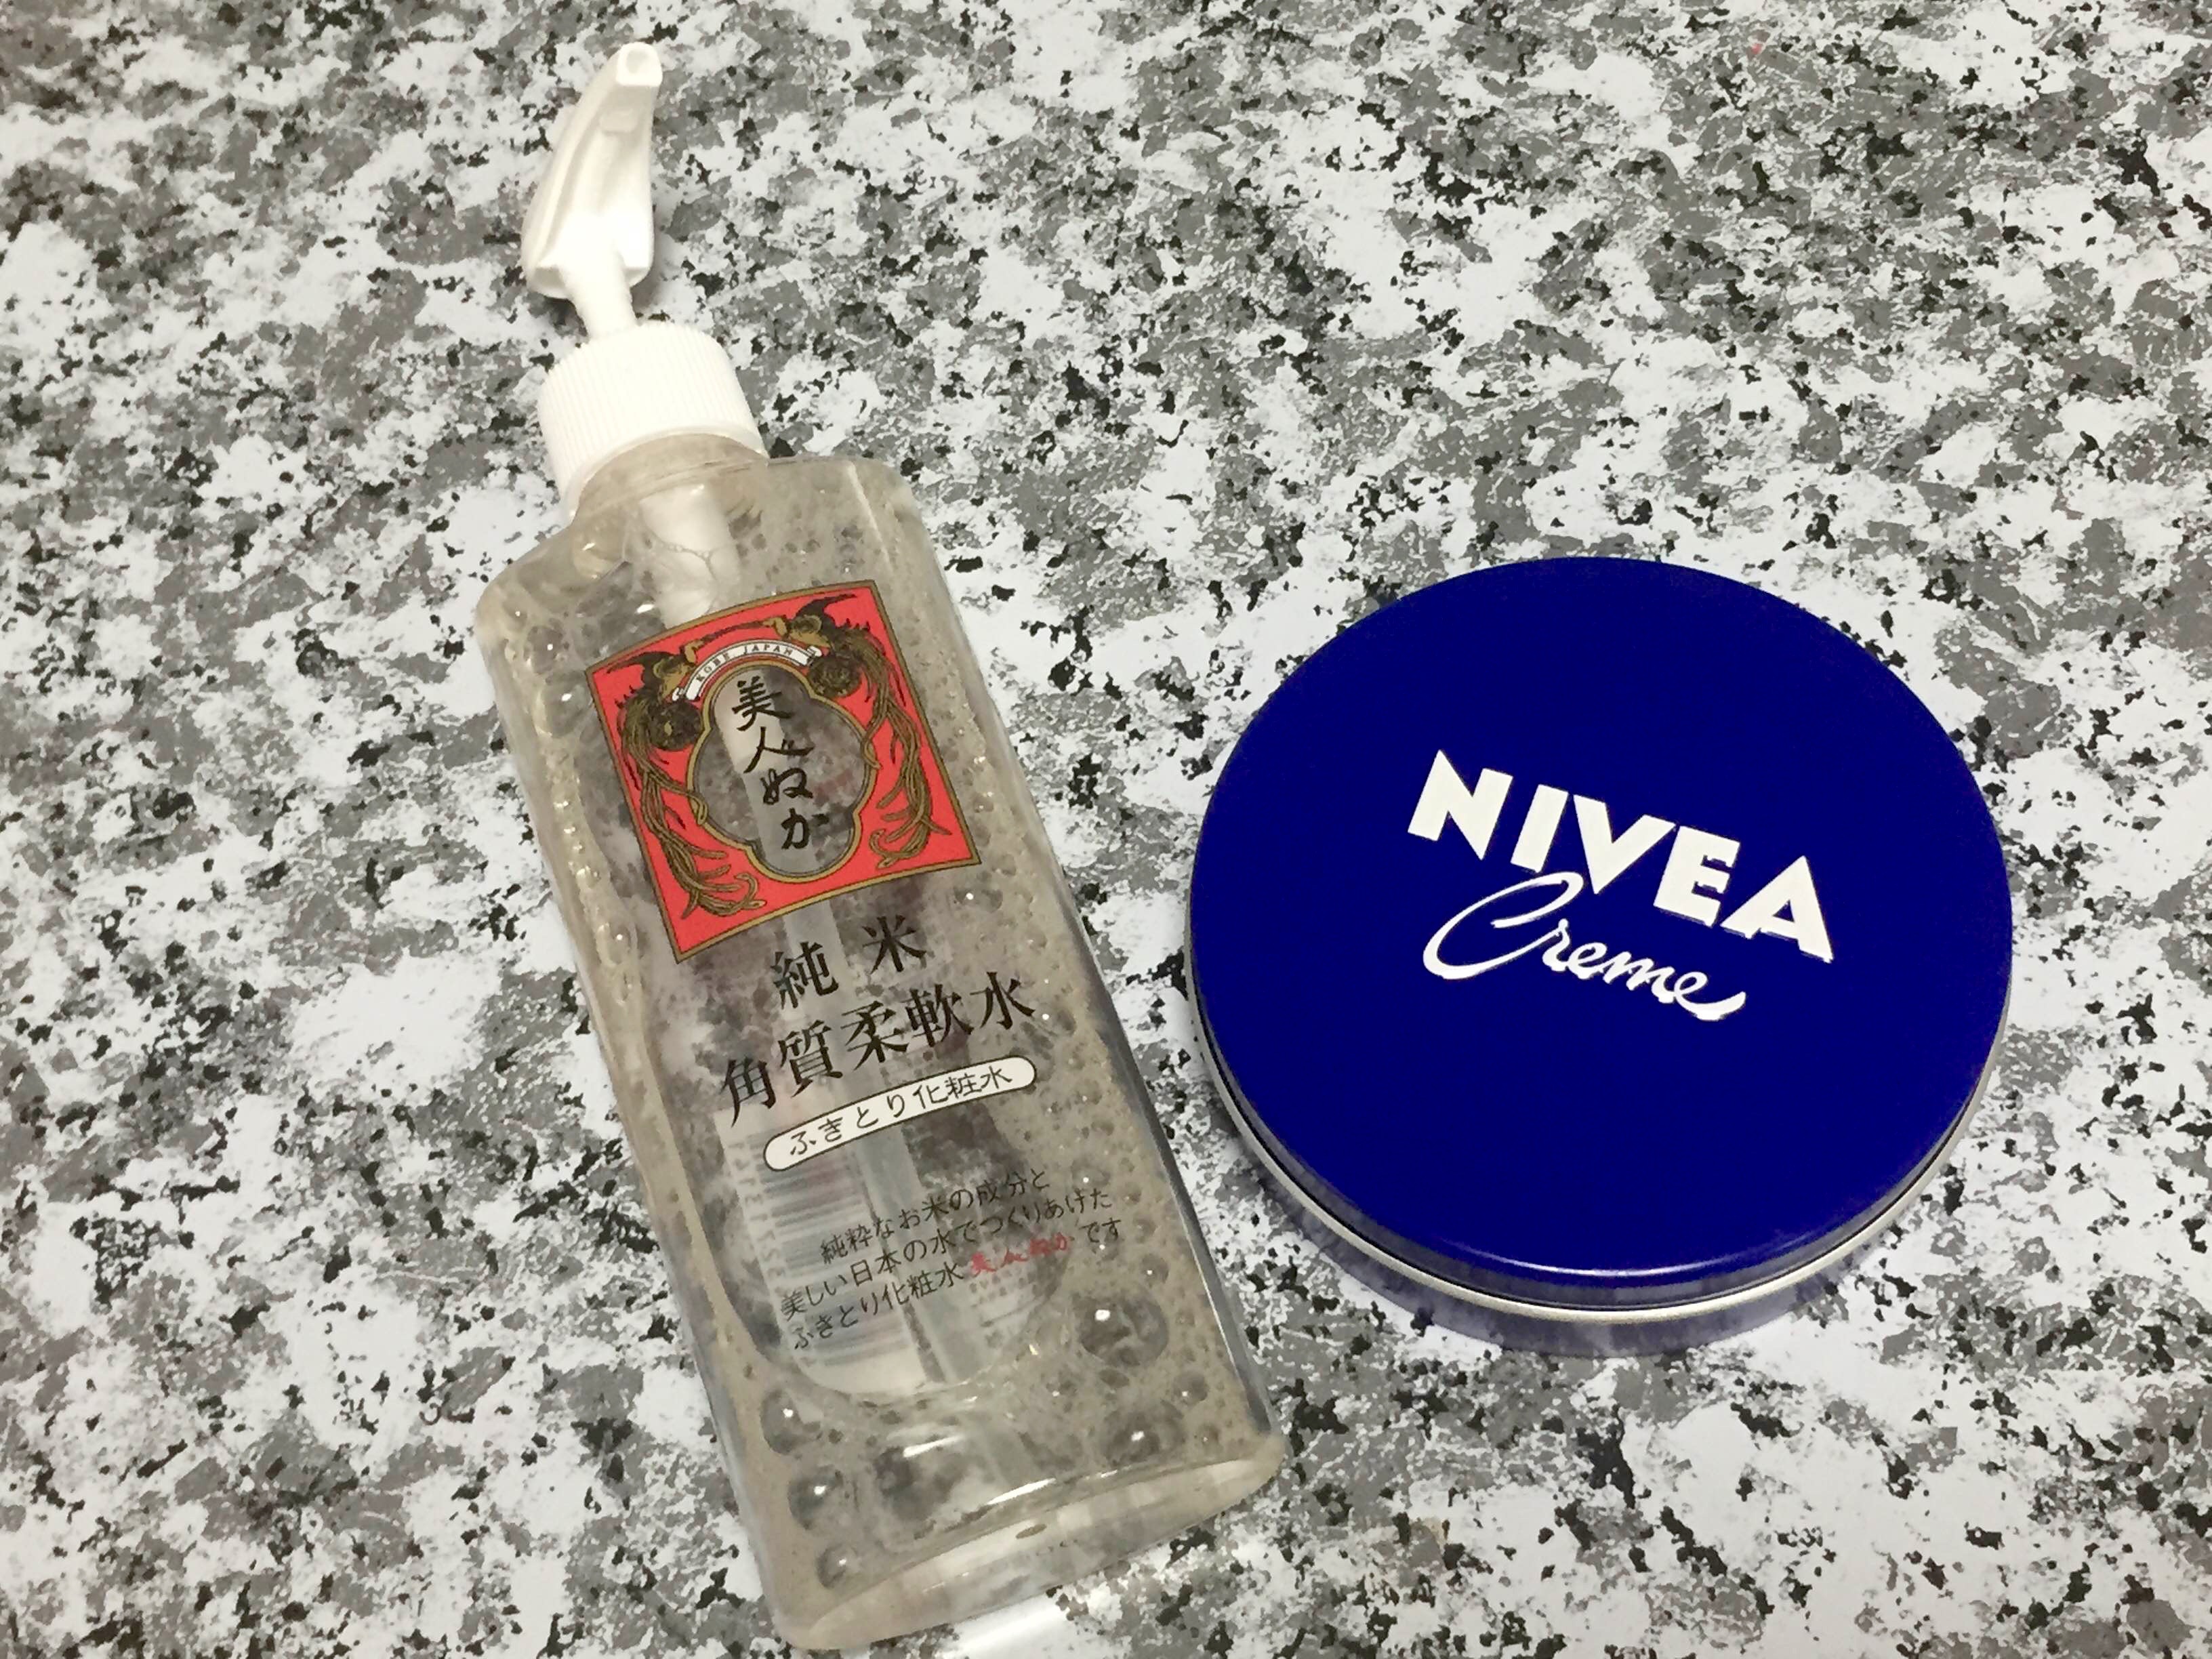 KOBE JAPAN
美人ぬか
純米
角質柔軟水
ふきとり化粧水
純粋なお米の成分と
美しい日本の水でつくりあげた
ふきとり化粧水 美人ぬか です
NIVEA
Creme